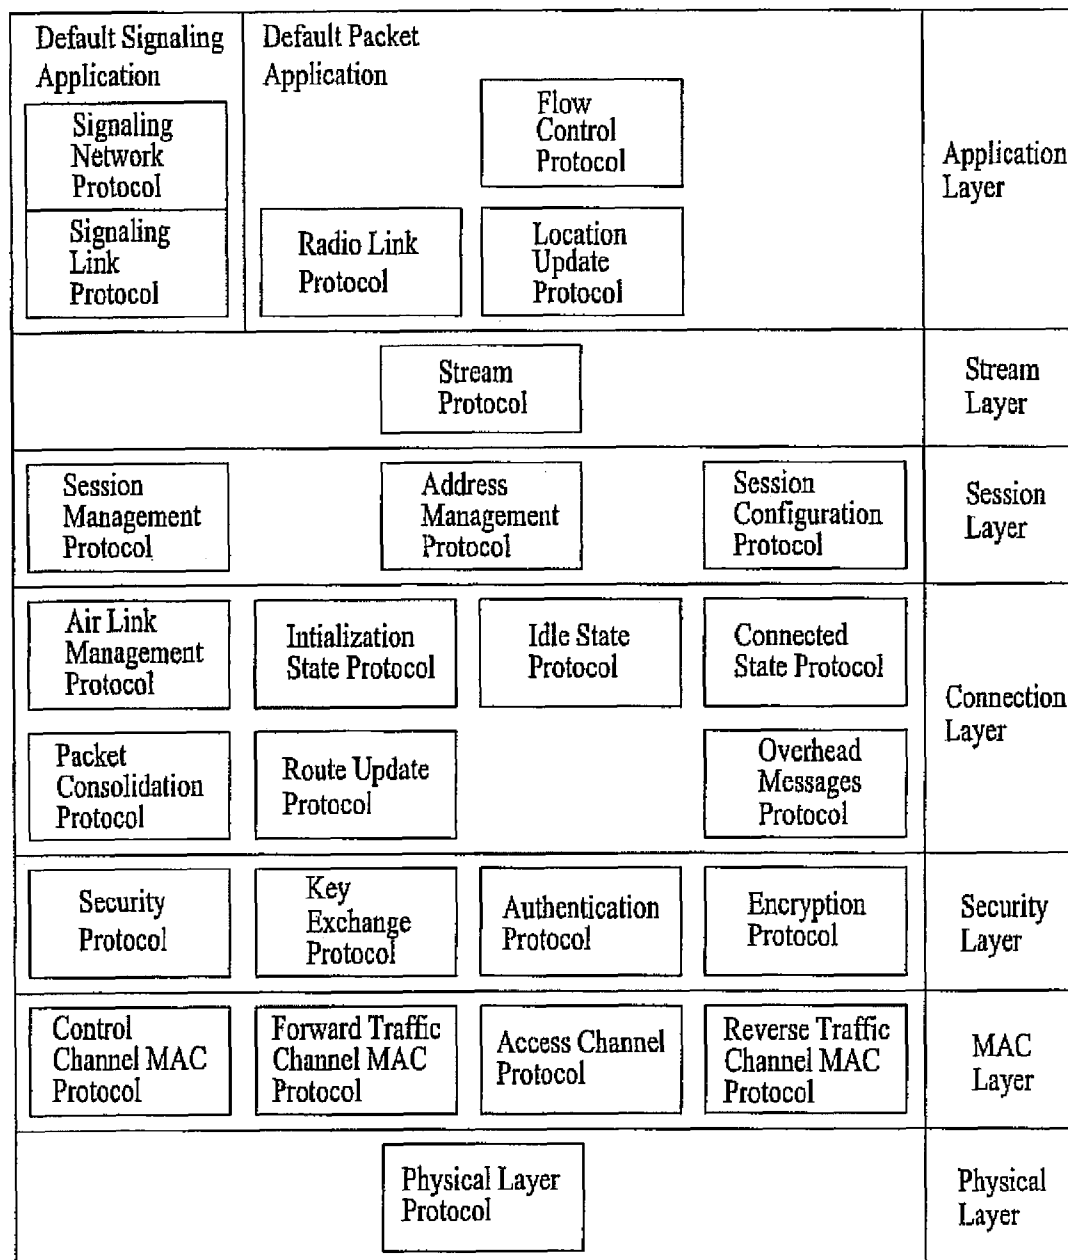 Default Signaling
Application
Default Packet
Application
Signaling
Network
Protocol
Signaling
Link
Protocol
Flow
Control
Protocol
Radio Link
Protocol
Location
Update
Protocol
Application
Layer
Stream
Protocol
Stream
Layer
Session
Management
Protocol
Address
Management
Protocol
Session
Configuration
Protocol
Session
Layer
Air Link
Management
Protocol
Intialization
State Protocol
Idle State
Protocol
Connected
State Protocol
Packet
Consolidation
Protocol
Route Update
Protocol
Overhead
Messages
Protocol
Connection
Layer
Security
Protocol
Key
Exchange
Protocol
Authentication
Protocol
Encryption
Protocol
Security
Layer
Control
Channel MAC
Protocol
Forward Traffic
Channel MAC
Protocol
Access Channel
Protocol
Reverse Traffic
Channel MAC
Protocol
MAC
Layer
Physical Layer
Protocol
Physical
Layer